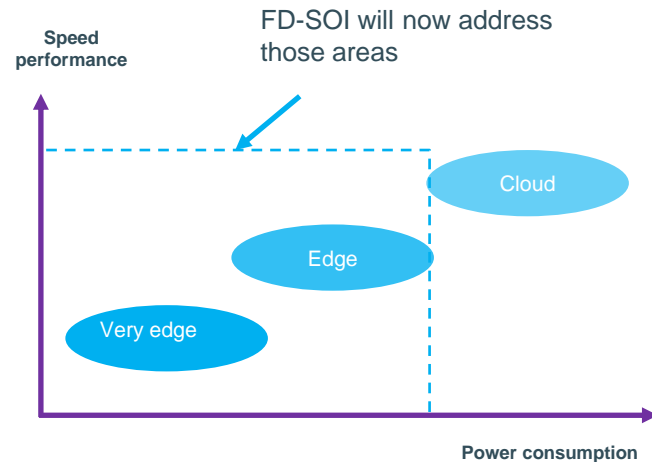 FD-SOI will now address
those areas
Speed
performance
Cloud
Edge
Very edge
Power consumption